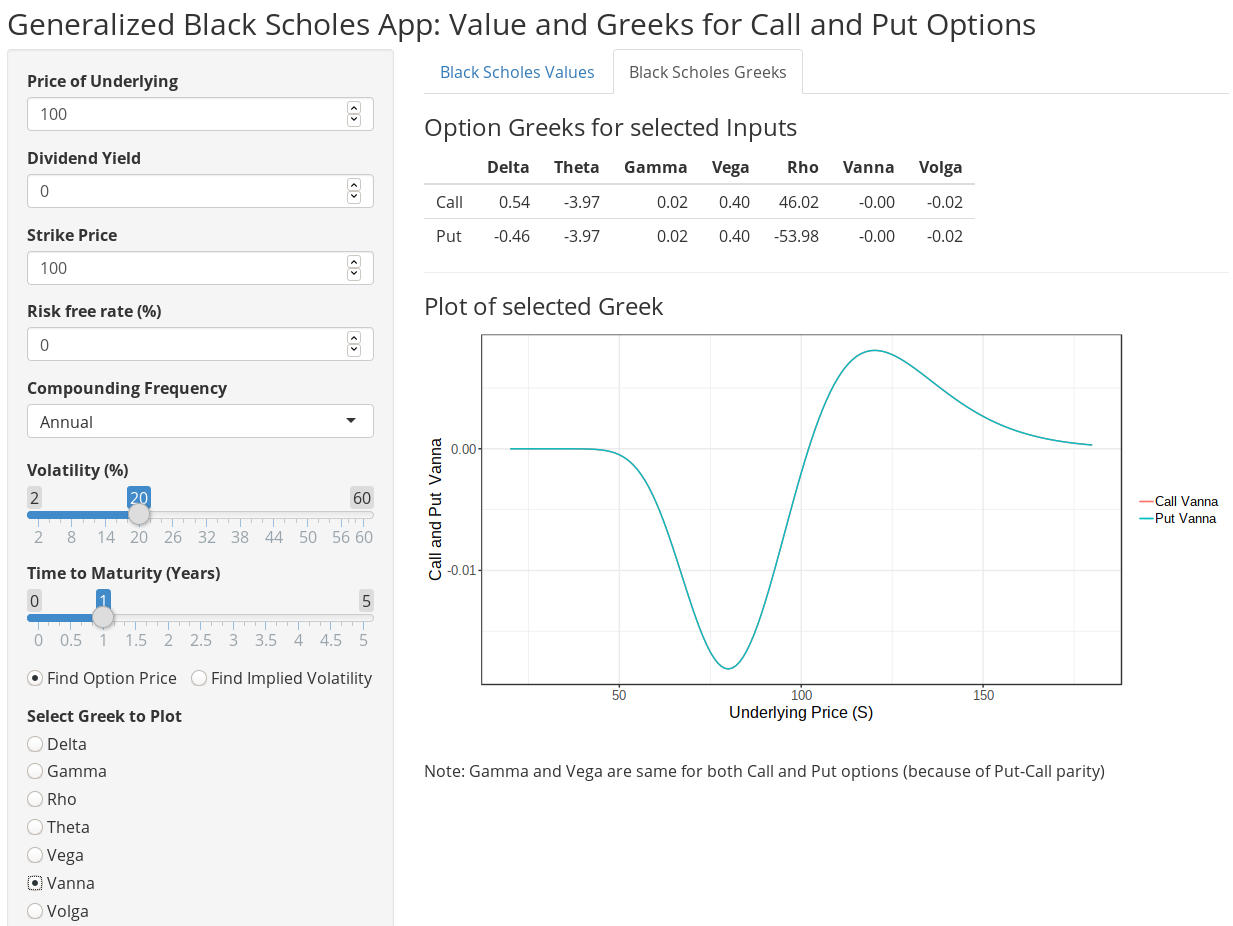 Generalized Black Scholes App: Value and Greeks for Call and Put Options
Price of Underlying
100
Dividend Yield
0
Strike Price
100
Risk free rate (%)
0
Compounding Frequency
Annual
Volatility (%)
2 20 60
2 8 14 20 26 32 38 44 50 56 60
Time to Maturity (Years)
0 1 5
0 0.5 1 1.5 2 2.5 3 3.5 4 4.5 5
Find Option Price Find Implied Volatility
Select Greek to Plot
Delta
Gamma
Rho
Theta
Vega
Vanna
Volga
Black Scholes Values Black Scholes Greeks
Option Greeks for selected Inputs
Delta Theta Gamma Vega Rho Vanna Volga
Call 0.54 -3.97 0.02 0.40 46.02 -0.00 -0.02
Put -0.46 -3.97 0.02 0.40 -53.98 -0.00 -0.02
Plot of selected Greek
Call and Put Vanna
0.00
-0.01
50 100 150
Underlying Price (S)
Call Vanna
Put Vanna
Note: Gamma and Vega are same for both Call and Put options (because of Put-Call parity)